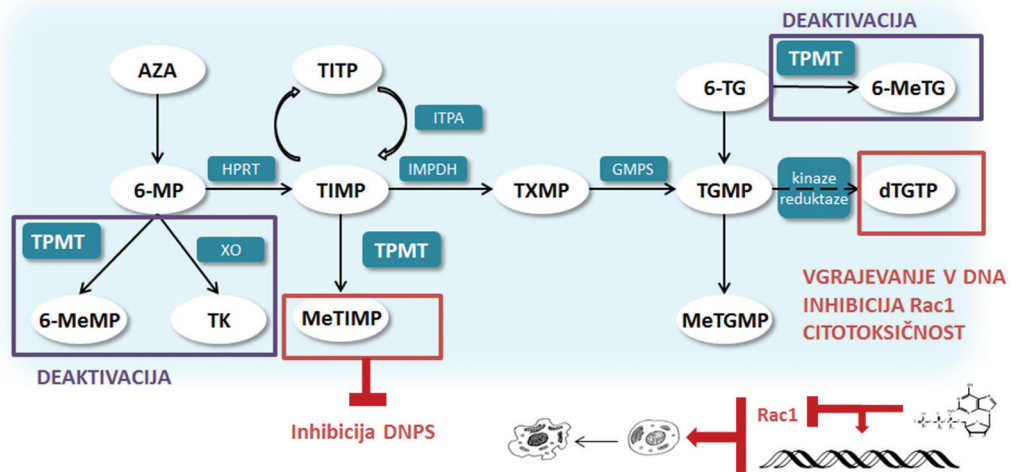 DEAKTIVACIJA
AZA
TITP
6-TG
TPMT
6-MeTG
ITPA
6-MP
HPRT
TIMP
IMPDH
TXMP
GMPS
TGMP
kinaze
reduktaze
dTGTP
TPMT
XO
TPMT
6-MeMP
TK
MeTIMP
MeTGMP
VGRAJEVANJE V DNA
INHIBICIJA Rac1
CITOTOKSIČNOST
DEAKTIVACIJA
Inhibicija DNPS
Rac1